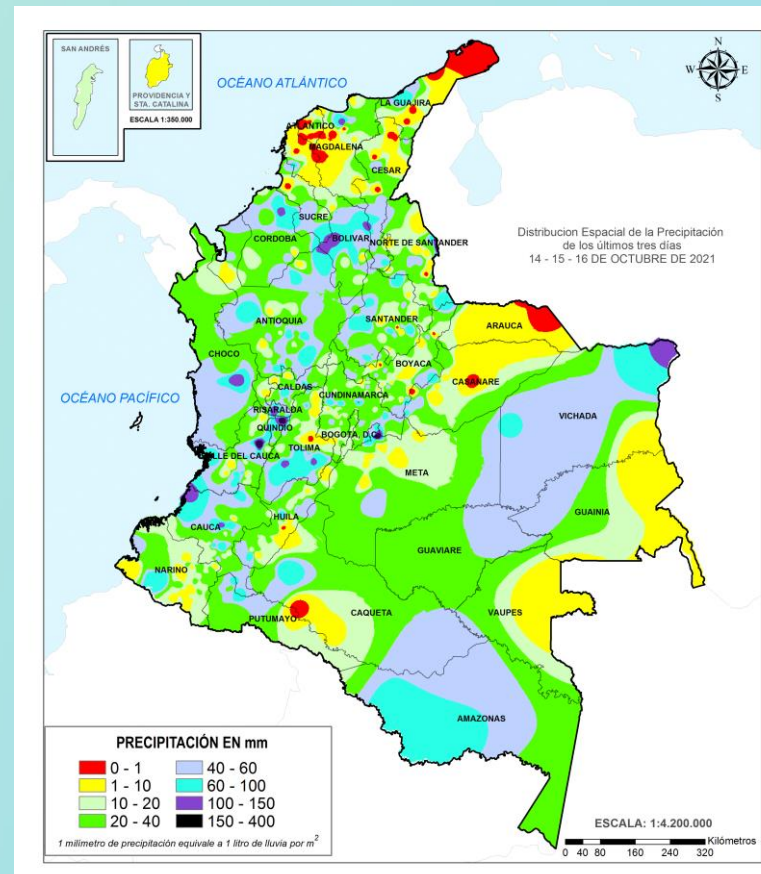 SAN ANDRÉS
PROVIDENCIA Y
STA. CATALINA
ESCALA 1:350.000
OCÉANO ATLÁNTICO
N
W
E
S
LA GUAJIRA
ATLANTICO
MAGDALENA
CESAR
SUCRE
CORDOBA
BOLIVAR
NORTE DE SANTANDER
Distribucion Espacial de la Precipitación
de los últimos tres días
14 - 15 - 16 DE OCTUBRE DE 2021
ANTIOQUIA
SANTANDER
ARAUCA
CHOCO
BOYACA
CASANARE
OCÉANO PACÍFICO
CALDAS
CUNDINAMARCA
RISARALDA
VICHADA
QUINDIO
BOGOTA, D.C
TOLIMA
VALLE DEL CAUCA
META
GUAINIA
CAUCA
HUILA
GUAVIARE
NARIÑO
CAQUETA
VAUPES
PUTUMAYO
AMAZONAS
PRECIPITACIÓN EN mm
0 - 1
40 - 60
1 - 10
60 - 100
10 - 20
100 - 150
20 - 40
150 - 400
1 milímetro de precipitación equivale a 1 litro de lluvia por m²
ESCALA: 1:4.200.000
Kilómetros
0 40 80 160 240 320